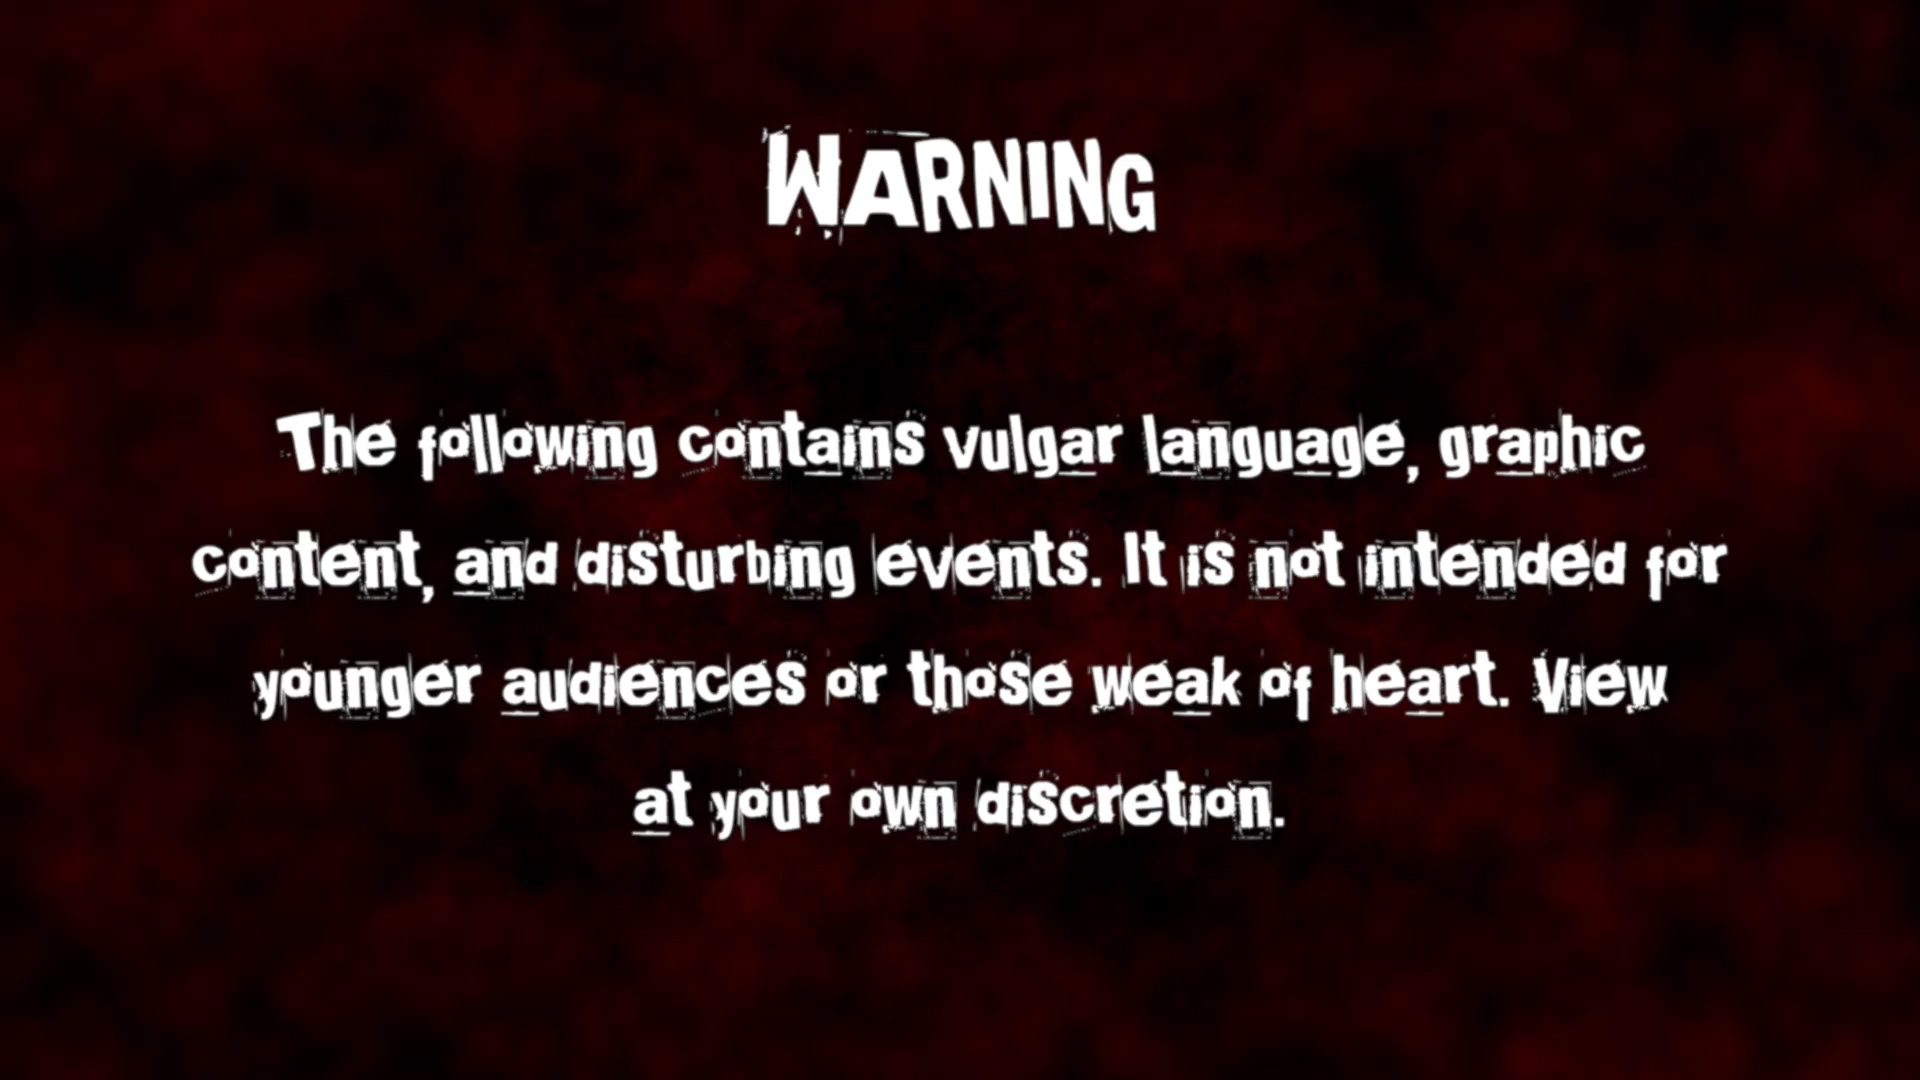 WARNING
The following contains vulgar language, graphic
content, and disturbing events. It is not intended for
younger audiences or those weak of heart. View
at your own discretion.